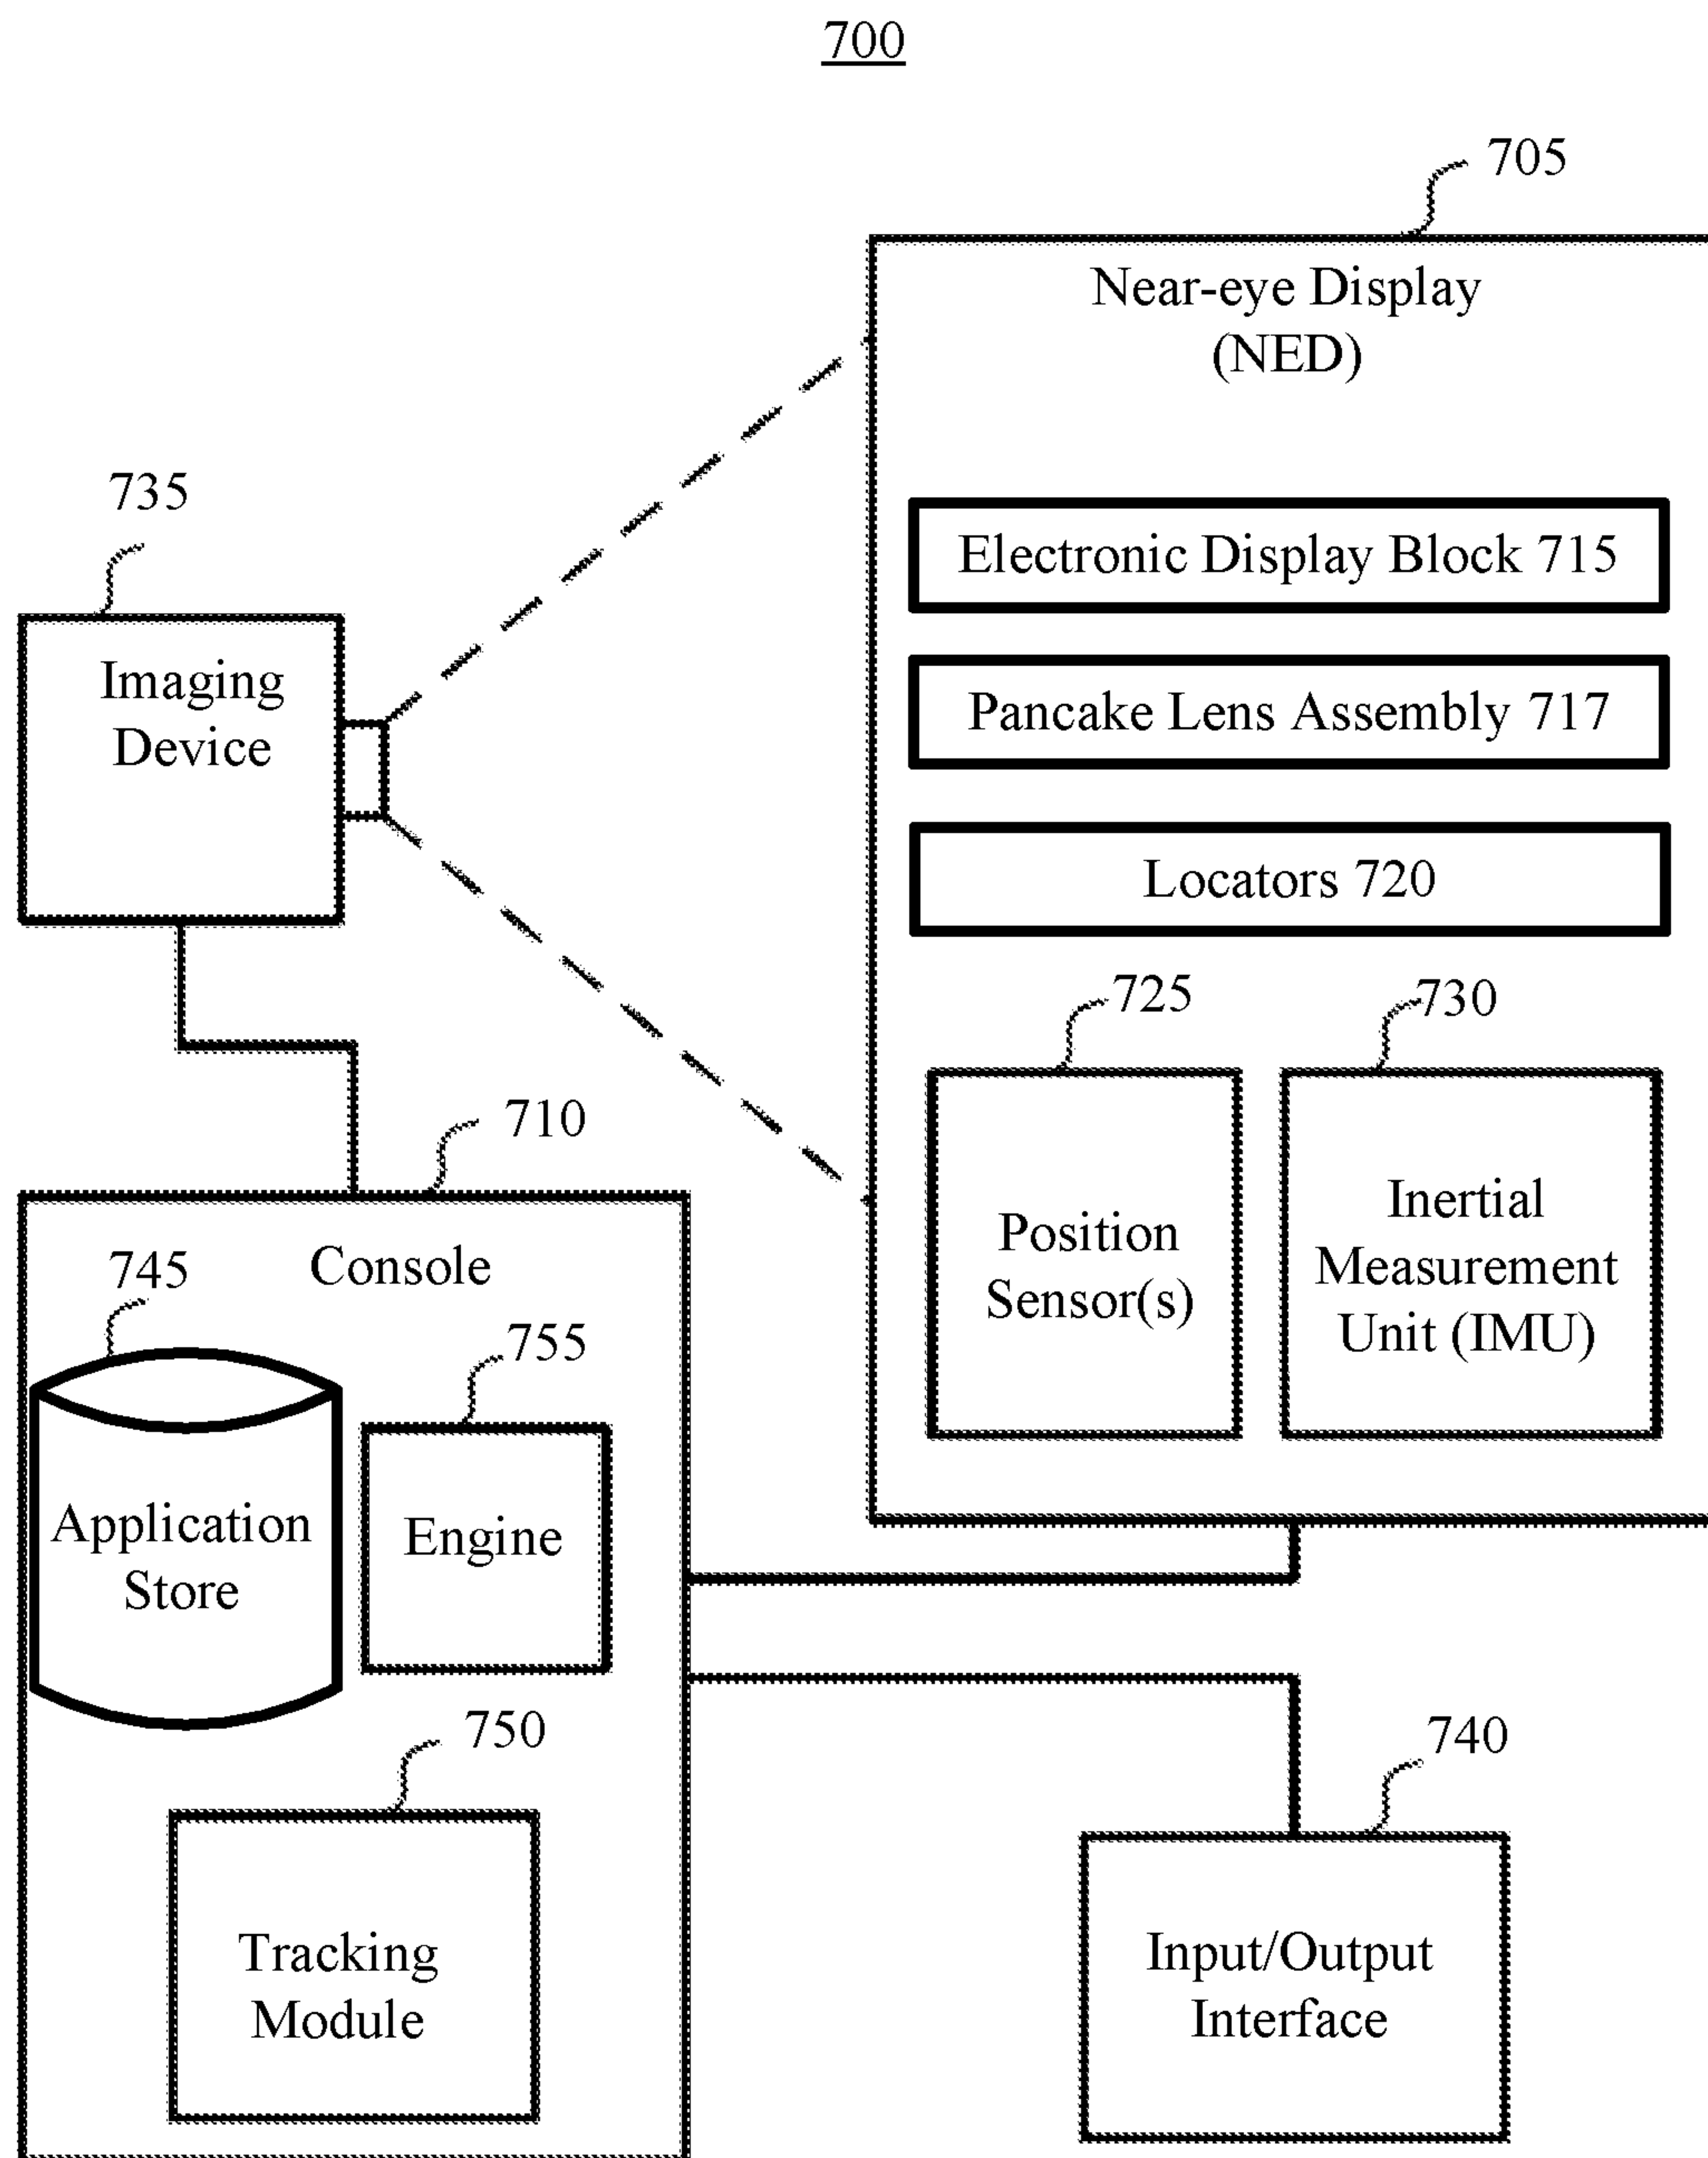 700
705
Near-eye Display
(NED)
Electronic Display Block 715
Pancake Lens Assembly 717
Locators 720
725
Position
Sensor(s)
730
Inertial
Measurement
Unit (IMU)
735
Imaging
Device
710
Console
745
Application
Store
755
Engine
750
Tracking
Module
740
Input/Output
Interface